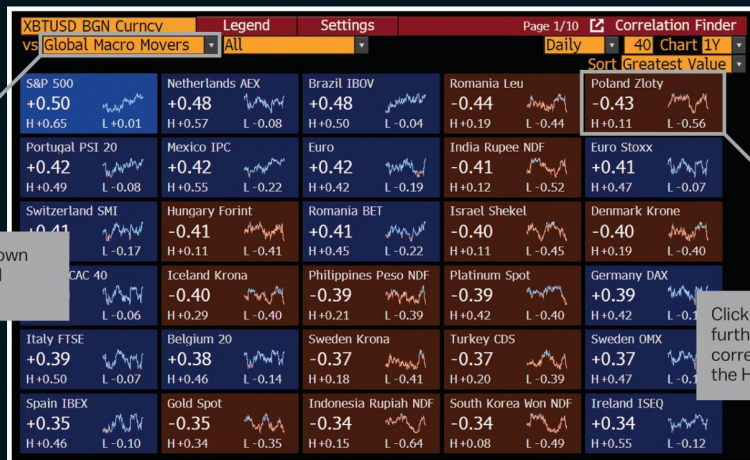 XBTUSD BGN Curncy Legend Settings Page 1/10 Correlation Finder
vs Global Macro Movers All Daily 40 Chart 1Y
Sort Greatest Value
S&P 500 Netherlands AEX Brazil IBOV Romania Leu Poland Zloty
+0.50 +0.48 +0.48 -0.44 -0.43
H +0.65 L +0.01 H +0.57 L -0.08 H +0.50 L -0.04 H +0.19 L -0.44 H +0.11 L -0.56
Portugal PSI 20 Mexico IPC Euro India Rupee NDF Euro Stoxx
+0.42 +0.42 +0.42 -0.41 +0.41
H +0.49 L -0.08 H +0.55 L -0.22 H +0.42 L -0.19 H +0.12 L -0.52 H +0.47 L -0.07
Switzerland SMI Hungary Forint Romania BET Israel Shekel Denmark Krone
+0.41 -0.41 +0.41 -0.40 -0.40
L -0.17 H +0.11 L -0.41 H +0.45 L -0.22 H +0.11 L -0.45 H +0.19 L -0.40
own
CAC 40 Iceland Krona Philippines Peso NDF Platinum Spot Germany DAX
-0.40 -0.39 -0.39 +0.39
L -0.06 H +0.29 L -0.40 H +0.21 L -0.39 H +0.42 L -0.40 H +0.42
Click
furth
corre
the H
Italy FTSE Belgium 20 Sweden Krona Turkey CDS Sweden OMX
+0.39 +0.38 -0.37 -0.37 +0.37
H +0.50 L -0.07 H +0.46 L -0.14 H +0.18 L -0.41 H +0.20 L -0.39 H +0.47
Spain IBEX Gold Spot Indonesia Rupiah NDF South Korea Won NDF Ireland ISEQ
+0.35 -0.35 -0.34 -0.34 +0.34
H +0.46 L -0.10 H +0.34 L -0.35 H +0.15 L -0.64 H +0.08 L -0.49 H +0.55 L -0.12